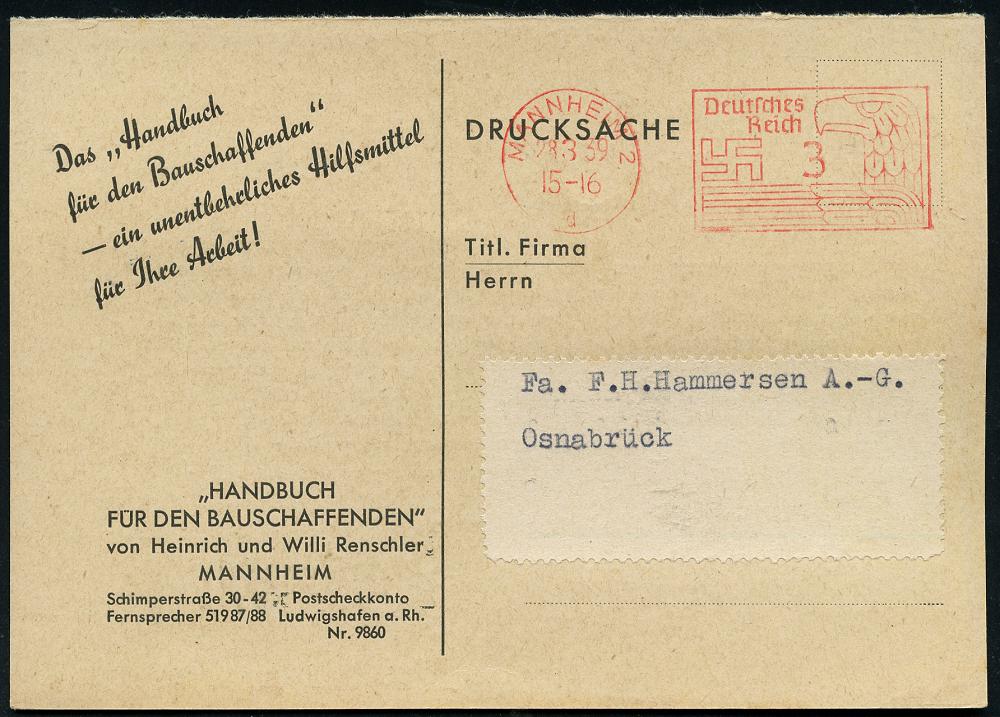 Das „Handbuch
für den Bauschaffenden“
— ein unentbehrliches Hilfsmittel
für Ihre Arbeit!
„HANDBUCH
FÜR DEN BAUSCHAFFENDEN“
von Heinrich und Willi Renschler
MANNHEIM
Schimperstraße 30-42 Postscheckkonto
Fernsprecher 51987/88 Ludwigshafen a. Rh.
Nr. 9860
DRUCKSACHE
MANNHEIM 2
28.3.39
15-16
d
Deutsches
Reich
3
Titl. Firma
Herrn
Fa. F.H.Hammersen A.-G.
Osnabrück